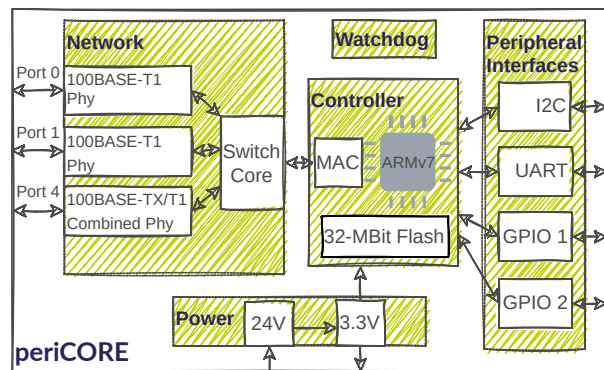 Network
Watchdog
Peripheral
Interfaces
Port 0
100BASE-T1
Phy
Controller
I2C
Port 1
100BASE-T1
Phy
Switch
Core
MAC
ARMv7
UART
Port 4
100BASE-TX/T1
Combined Phy
32-MBit Flash
GPIO 1
GPIO 2
Power
24V
3.3V
periCORE